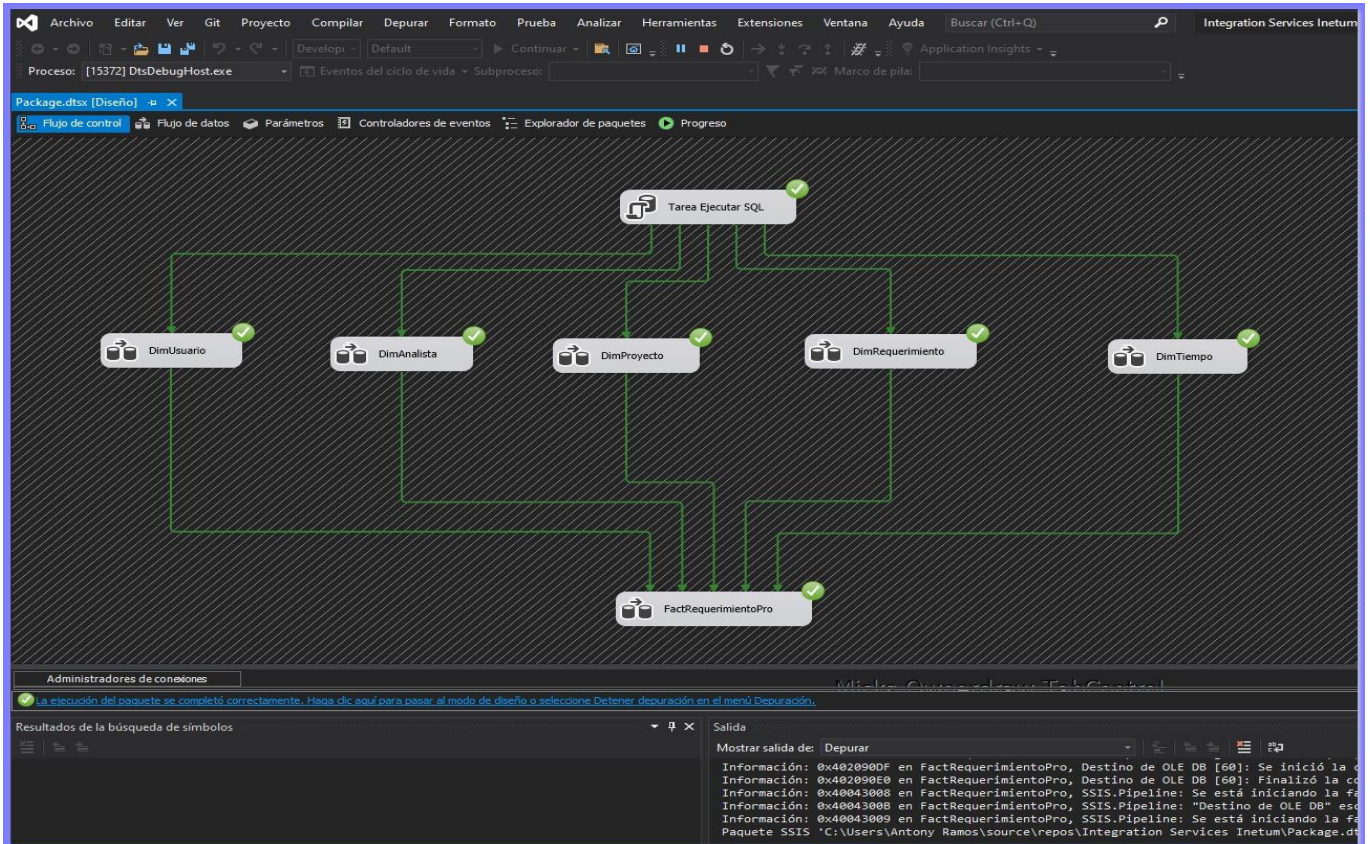 Archivo Editar Ver Git Proyecto Compilar Depurar Formato Prueba Analizar Herramientas Extensiones Ventana Ayuda Buscar (Ctrl+Q) Integration Services Inetum
Developi Default Continuar Application Insights
Proceso: [15372] DtsDebugHost.exe Eventos del ciclo de vida Subproceso: Marco de pila:
Package.dtsx [Diseño]
Flujo de control Flujo de datos Parámetros Controladores de eventos Explorador de paquetes Progreso
Tarea Ejecutar SQL
DimUsuario DimAnalista DimProyecto DimRequerimiento DimTiempo
FactRequerimientoPro
Administradores de conexiones
La ejecución del paquete se completó correctamente. Haga clic aquí para pasar al modo de diseño o seleccione Detener depuración en el menú Depuración.
Resultados de la búsqueda de símbolos
Salida
Mostrar salida de: Depurar
Información: 0x402090DF en FactRequerimientoPro, Destino de OLE DB [60]: Se inició la
Información: 0x402090E0 en FactRequerimientoPro, Destino de OLE DB [60]: Finalizó la co
Información: 0x40043008 en FactRequerimientoPro, SSIS.Pipeline: Se está iniciando la fa
Información: 0x4004300B en FactRequerimientoPro, SSIS.Pipeline: "Destino de OLE DB" esc
Información: 0x40043009 en FactRequerimientoPro, SSIS.Pipeline: Se está iniciando la fa
Paquete SSIS 'C:\Users\Antony Ramos\source\repos\Integration Services Inetum\Package.dt